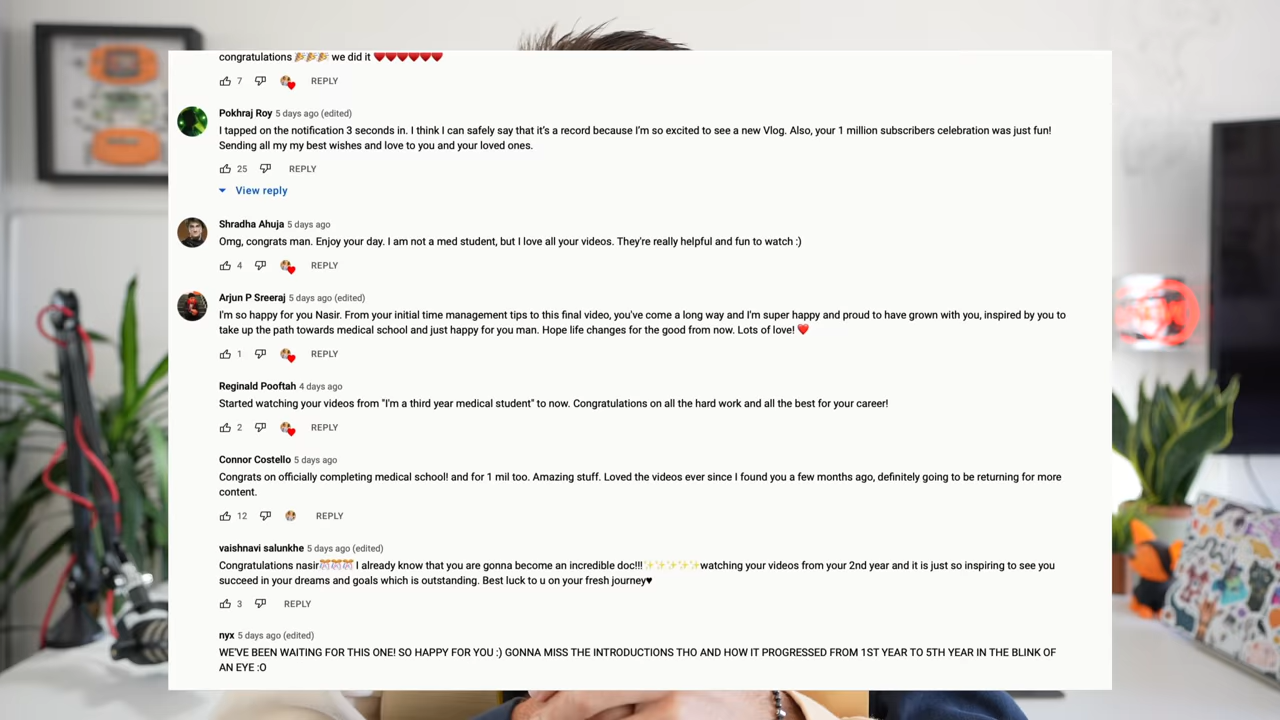 congratulations 🎉🎉🎉 we did it ❤️❤️❤️❤️❤️❤️
7 REPLY
Pokhraj Roy 5 days ago (edited)
I tapped on the notification 3 seconds in. I think I can safely say that it's a record because I'm so excited to see a new Vlog. Also, your 1 million subscribers celebration was just fun!
Sending all my my best wishes and love to you and your loved ones.
25 REPLY
View reply
Shradha Ahuja 5 days ago
Omg, congrats man. Enjoy your day. I am not a med student, but I love all your videos. They're really helpful and fun to watch :)
4 REPLY
Arjun P Sreeraj 5 days ago (edited)
I'm so happy for you Nasir. From your initial time management tips to this final video, you've come a long way and I'm super happy and proud to have grown with you, inspired by you to
take up the path towards medical school and just happy for you man. Hope life changes for the good from now. Lots of love! ❤️
1 REPLY
Reginald Pooftah 4 days ago
Started watching your videos from "I'm a third year medical student" to now. Congratulations on all the hard work and all the best for your career!
2 REPLY
Connor Costello 5 days ago
Congrats on officially completing medical school! and for 1 mil too. Amazing stuff. Loved the videos ever since I found you a few months ago, definitely going to be returning for more
content.
12 REPLY
vaishnavi salunkhe 5 days ago (edited)
Congratulations nasir🎊🎊🎊 I already know that you are gonna become an incredible doc!!!✨✨✨✨✨watching your videos from your 2nd year and it is just so inspiring to see you
succeed in your dreams and goals which is outstanding. Best luck to u on your fresh journey♥
3 REPLY
nyx 5 days ago (edited)
WE'VE BEEN WAITING FOR THIS ONE! SO HAPPY FOR YOU :) GONNA MISS THE INTRODUCTIONS THO AND HOW IT PROGRESSED FROM 1ST YEAR TO 5TH YEAR IN THE BLINK OF
AN EYE :O